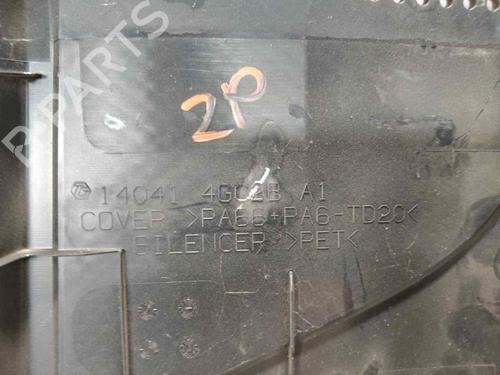 B-PARTS
2P
14041 4GC2B A1
COVER >PA66+PA6-TD20<
SILENCER >PET<